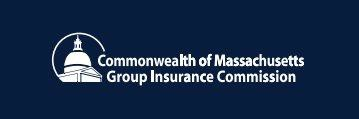 Commonwealth of Massachusetts
Group Insurance Commission